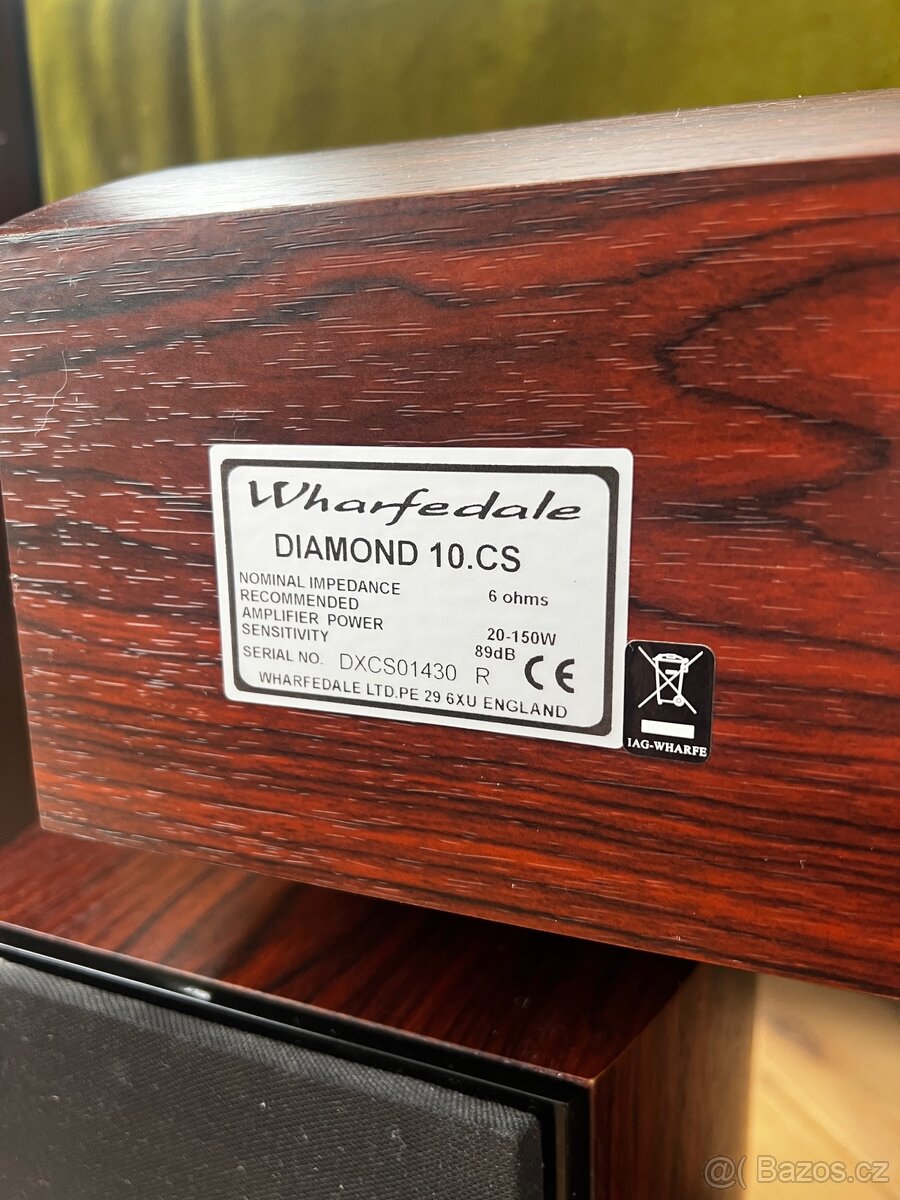 Wharfedale
DIAMOND 10.CS
NOMINAL IMPEDANCE 6 ohms
RECOMMENDED
AMPLIFIER POWER 20-150W
SENSITIVITY 89dB
SERIAL NO. DXCS01430 R CE
WHARFEDALE LTD.PE 29 6XU ENGLAND
IAG-WHARFE
@( Bazos.cz